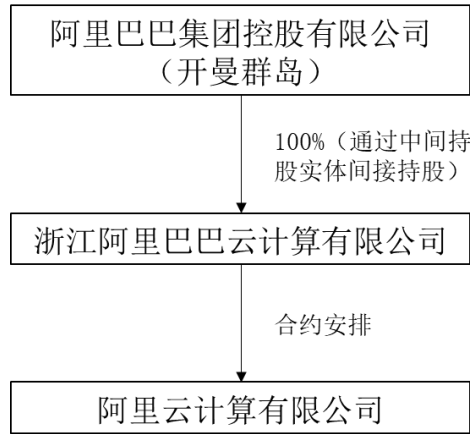 阿里巴巴集团控股有限公司
（开曼群岛）
100%（通过中间持
股实体间接持股）
浙江阿里巴巴云计算有限公司
合约安排
阿里云计算有限公司